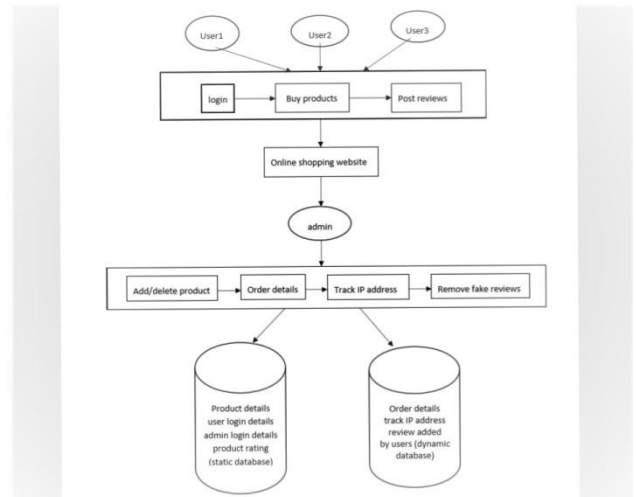 User1
User2
User3
login
Buy products
Post reviews
Online shopping website
admin
Add/delete product
Order details
Track IP address
Remove fake reviews
Product details
user login details
admin login details
product rating
(static database)
Order details
track IP address
review added
by users (dynamic
database)